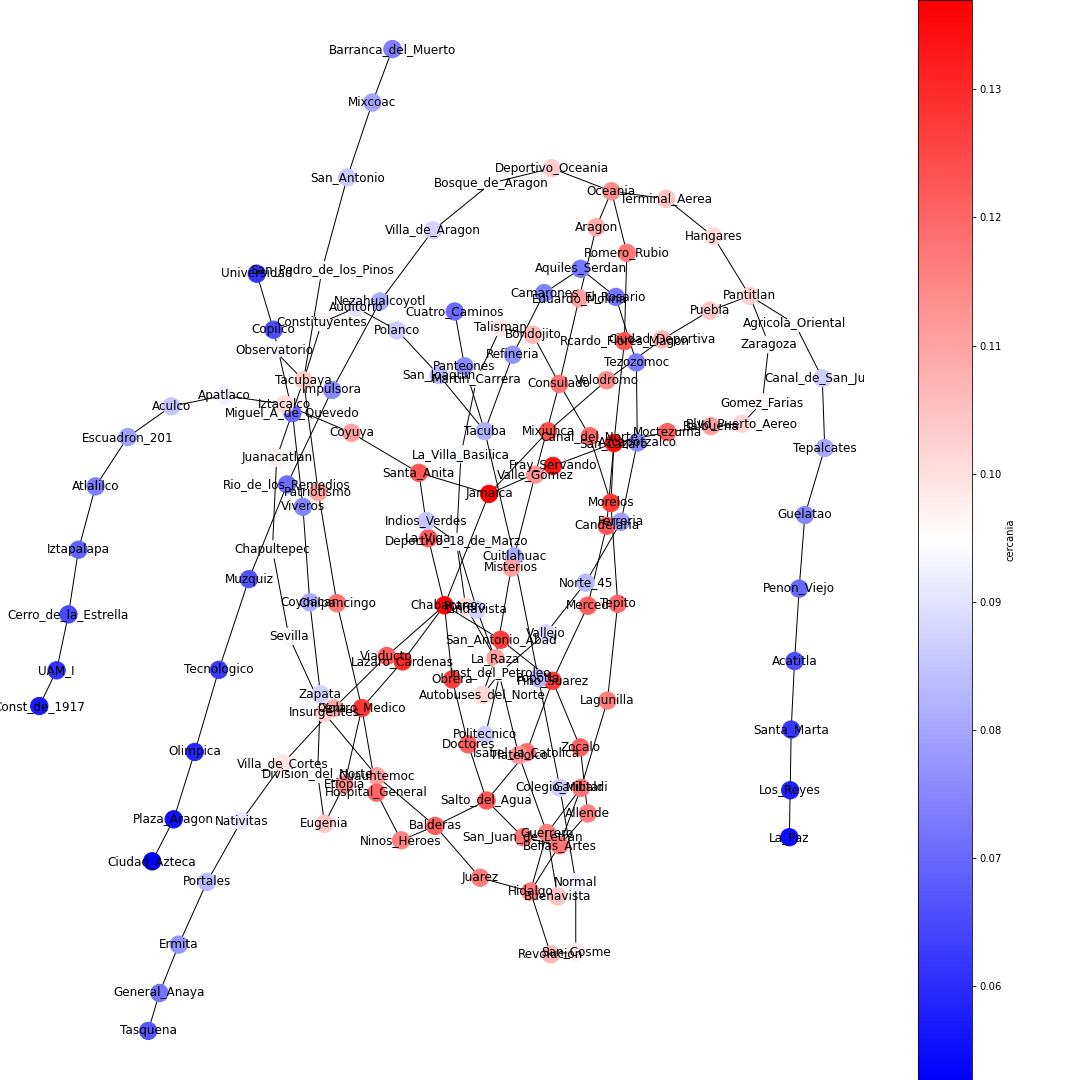 Barranca_del_Muerto
Mixcoac
San_Antonio
Deportivo_Oceania
Bosque_de_Aragon
Oceania
Terminal_Aerea
Villa_de_Aragon
Aragon
Hangares
Romero_Rubio
Universidad
San_Pedro_de_los_Pinos
Aquiles_Serdan
Nezahualcoyotl
Auditorio
Camarones
Eduardo_Molina
El_Rosario
Pantitlan
Cuatro_Caminos
Puebla
Constituyentes
Agricola_Oriental
Copilco
Polanco
Talisman
Bondojito
Rcardo_Flores_Magon
Ciudad_Deportiva
Zaragoza
Observatorio
Refineria
Tezozomoc
Panteones
San_Joaquin
Martin_Carrera
Tacubaya
Impulsora
Consulado
Velodromo
Canal_de_San_Ju
Apatlaco
Aculco
Iztacalco
Miguel_A_de_Quevedo
Gomez_Farias
Blvd_Puerto_Aereo
Balbuena
Moctezuma
Escuadron_201
Coyuya
Tacuba
Mixiuhca
Canal_del_Norte
San_Lazaro
Azcapotzalco
Tepalcates
Juanacatlan
La_Villa_Basilica
Santa_Anita
Fray_Servando
Valle_Gomez
Atlalilco
Rio_de_los_Remedios
Patriotismo
Jamaica
Viveros
Morelos
Guelatao
Indios_Verdes
Candelaria
Ferreria
La_Viga
Deportivo_18_de_Marzo
Iztapalapa
Chapultepec
Cuitlahuac
Misterios
Muzquiz
Norte_45
Penon_Viejo
Coyoacan
Chilpancingo
Chabacano
Lindavista
Merced
Tepito
Cerro_de_la_Estrella
Sevilla
San_Antonio_Abad
Vallejo
Viaducto
Lazaro_Cardenas
La_Raza
Acatitla
UAM_I
Tecnologico
Inst_del_Petroleo
Obrera
Popotla
Pino_Suarez
Zapata
Autobuses_del_Norte
Lagunilla
Const_de_1917
Insurgentes
Centro_Medico
Santa_Marta
Politecnico
Doctores
Zocalo
Olimpica
Isabel_la_Catolica
Tlatelolco
Villa_de_Cortes
Division_del_Norte
Cuauhtemoc
Etiopia
Hospital_General
Colegio_Militar
Garibaldi
Los_Reyes
Salto_del_Agua
Allende
Plaza_Aragon
Nativitas
Eugenia
Balderas
Guerrero
San_Juan_de_Letran
Bellas_Artes
La_Paz
Ninos_Heroes
Ciudad_Azteca
Portales
Juarez
Normal
Hidalgo
Buenavista
Ermita
Revolucion
San_Cosme
General_Anaya
Tasquena
0.13
0.12
0.11
0.10
0.09
0.08
0.07
0.06
cercania